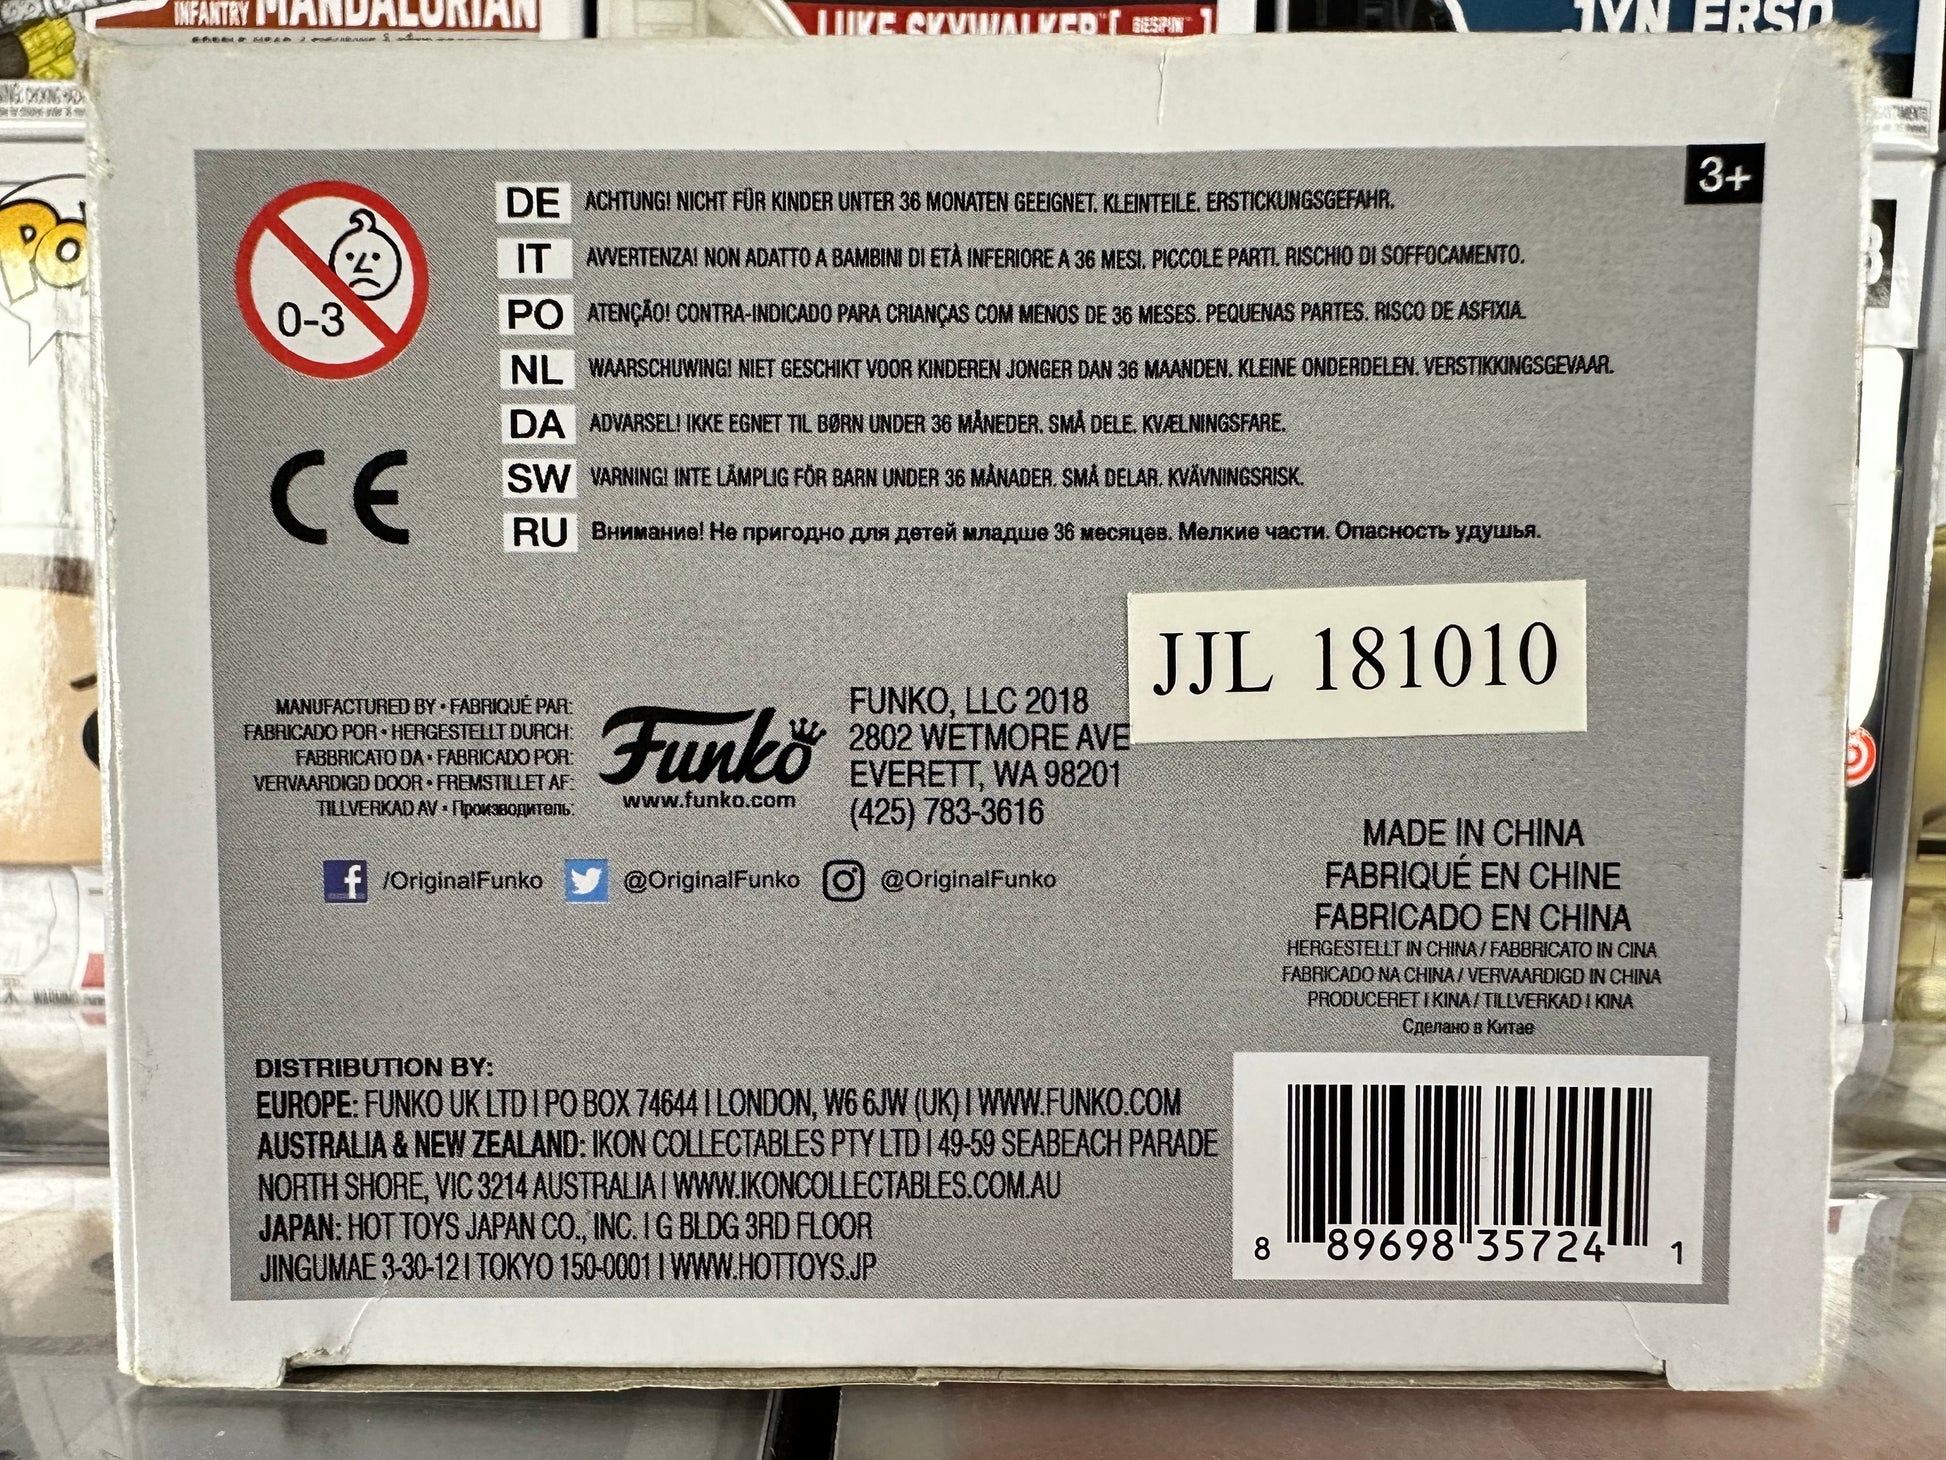 INFANTRY MANDALORIAN
LUKE SKYWALKER [ BESPIN ]
JYN ERSO
3+
0-3
DE ACHTUNG! NICHT FÜR KINDER UNTER 36 MONATEN GEEIGNET. KLEINTEILE. ERSTICKUNGSGEFAHR.
IT AVVERTENZA! NON ADATTO A BAMBINI DI ETÀ INFERIORE A 36 MESI. PICCOLE PARTI. RISCHIO DI SOFFOCAMENTO.
PO ATENÇÃO! CONTRA-INDICADO PARA CRIANÇAS COM MENOS DE 36 MESES. PEQUENAS PARTES. RISCO DE ASFIXIA.
NL WAARSCHUWING! NIET GESCHIKT VOOR KINDEREN JONGER DAN 36 MAANDEN. KLEINE ONDERDELEN. VERSTIKKINGSGEVAAR.
DA ADVARSEL! IKKE EGNET TIL BØRN UNDER 36 MÅNEDER. SMÅ DELE. KVÆLNINGSFARE.
SW VARNING! INTE LÄMPLIG FÖR BARN UNDER 36 MÅNADER. SMÅ DELAR. KVÄVNINGSRISK.
RU Внимание! Не пригодно для детей младше 36 месяцев. Мелкие части. Опасность удушья.
CE
JJL 181010
MANUFACTURED BY • FABRIQUÉ PAR:
FABRICADO POR • HERGESTELLT DURCH:
FABBRICATO DA • FABRICADO POR:
VERVAARDIGD DOOR • FREMSTILLET AF:
TILLVERKAD AV • Производитель:
Funko
www.funko.com
FUNKO, LLC 2018
2802 WETMORE AVE
EVERETT, WA 98201
(425) 783-3616
/OriginalFunko @OriginalFunko @OriginalFunko
MADE IN CHINA
FABRIQUÉ EN CHINE
FABRICADO EN CHINA
HERGESTELLT IN CHINA / FABBRICATO IN CINA
FABRICADO NA CHINA / VERVAARDIGD IN CHINA
PRODUCERET I KINA / TILLVERKAD I KINA
Сделано в Китае
DISTRIBUTION BY:
EUROPE: FUNKO UK LTD | PO BOX 74644 | LONDON, W6 6JW (UK) | WWW.FUNKO.COM
AUSTRALIA & NEW ZEALAND: IKON COLLECTABLES PTY LTD | 49-59 SEABEACH PARADE
NORTH SHORE, VIC 3214 AUSTRALIA | WWW.IKONCOLLECTABLES.COM.AU
JAPAN: HOT TOYS JAPAN CO., INC. | G BLDG 3RD FLOOR
JINGUMAE 3-30-12 | TOKYO 150-0001 | WWW.HOTTOYS.JP
8 89698 35724 1